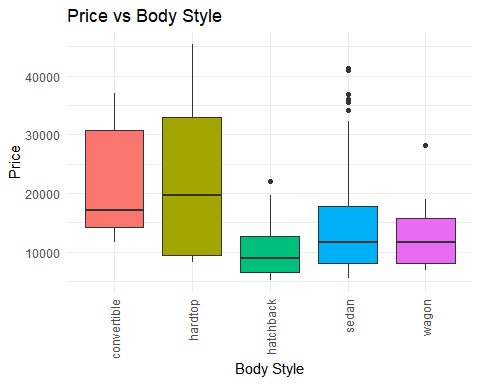 Price vs Body Style
Price
40000
30000
20000
10000
convertible
hardtop
hatchback
sedan
wagon
Body Style